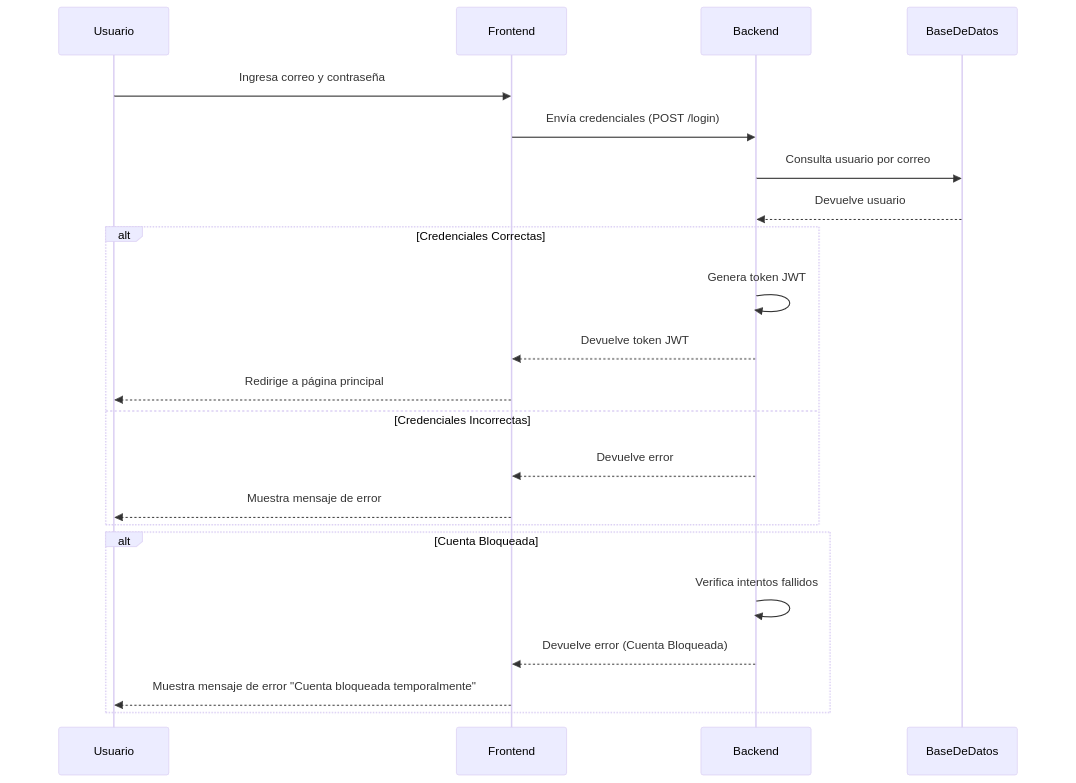 Usuario
Frontend
Backend
BaseDeDatos
Ingresa correo y contraseña
Envía credenciales (POST /login)
Consulta usuario por correo
Devuelve usuario
alt
[Credenciales Correctas]
Genera token JWT
Devuelve token JWT
Redirige a página principal
[Credenciales Incorrectas]
Devuelve error
Muestra mensaje de error
alt
[Cuenta Bloqueada]
Verifica intentos fallidos
Devuelve error (Cuenta Bloqueada)
Muestra mensaje de error "Cuenta bloqueada temporalmente"
Usuario
Frontend
Backend
BaseDeDatos